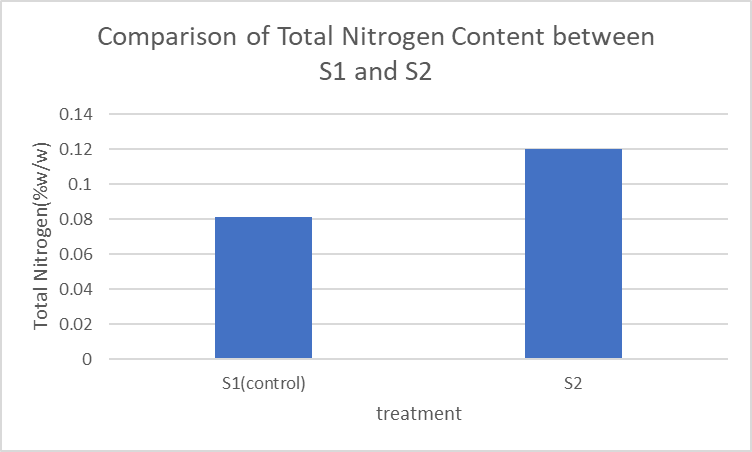 Comparison of Total Nitrogen Content between
S1 and S2
Total Nitrogen(%w/w)
0.14
0.12
0.1
0.08
0.06
0.04
0.02
0
S1(control)
S2
treatment